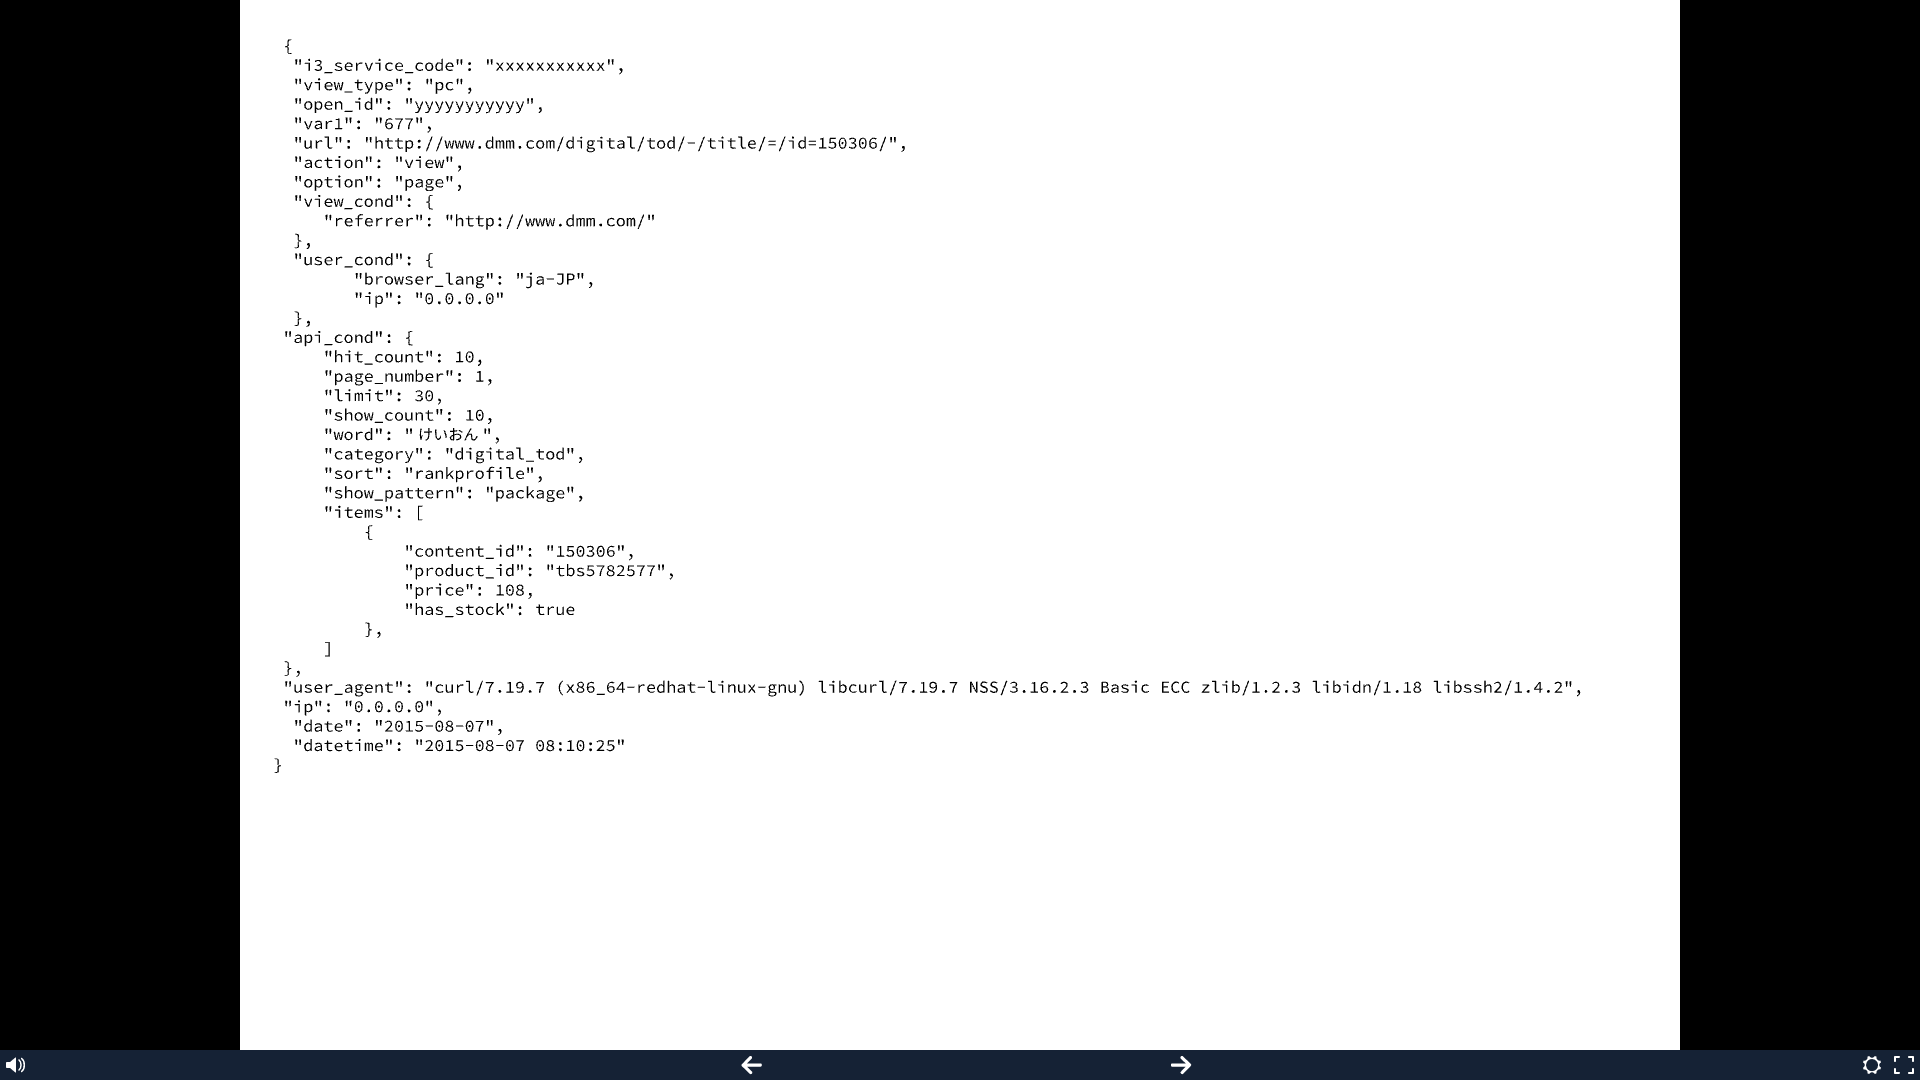 {
"i3_service_code": "xxxxxxxxxxx",
"view_type": "pc",
"open_id": "yyyyyyyyyyy",
"var1": "677",
"url": "http://www.dmm.com/digital/tod/-/title/=/id=150306/",
"action": "view",
"option": "page",
"view_cond": {
"referrer": "http://www.dmm.com/"
},
"user_cond": {
"browser_lang": "ja-JP",
"ip": "0.0.0.0"
},
"api_cond": {
"hit_count": 10,
"page_number": 1,
"limit": 30,
"show_count": 10,
"word": "けいおん",
"category": "digital_tod",
"sort": "rankprofile",
"show_pattern": "package",
"items": [
{
"content_id": "150306",
"product_id": "tbs5782577",
"price": 108,
"has_stock": true
},
]
},
"user_agent": "curl/7.19.7 (x86_64-redhat-linux-gnu) libcurl/7.19.7 NSS/3.16.2.3 Basic ECC zlib/1.2.3 libidn/1.18 libssh2/1.4.2",
"ip": "0.0.0.0",
"date": "2015-08-07",
"datetime": "2015-08-07 08:10:25"
}